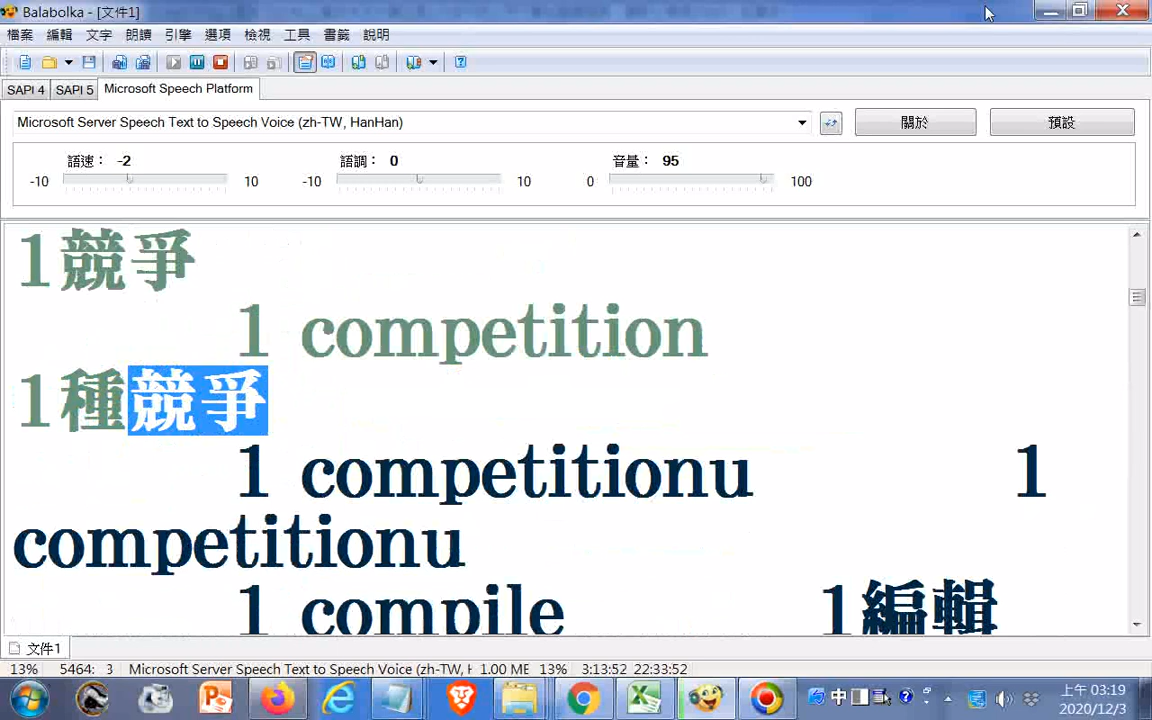 Balabolka - [文件1]
檔案 編輯 文字 朗讀 引擎 選項 檢視 工具 書籤 說明
SAPI 4 SAPI 5 Microsoft Speech Platform
Microsoft Server Speech Text to Speech Voice (zh-TW, HanHan) 關於 預設
語速： -2 語調： 0 音量： 95
-10 10 -10 10 0 100
1競爭
1 competition
1種競爭
1 competitionu 1
competitionu
1 compile 1編輯
文件1
13% 5464: 3 Microsoft Server Speech Text to Speech Voice (zh-TW, H 1.00 ME 13% 3:13:52 22:33:52
中 上午 03:19
2020/12/3